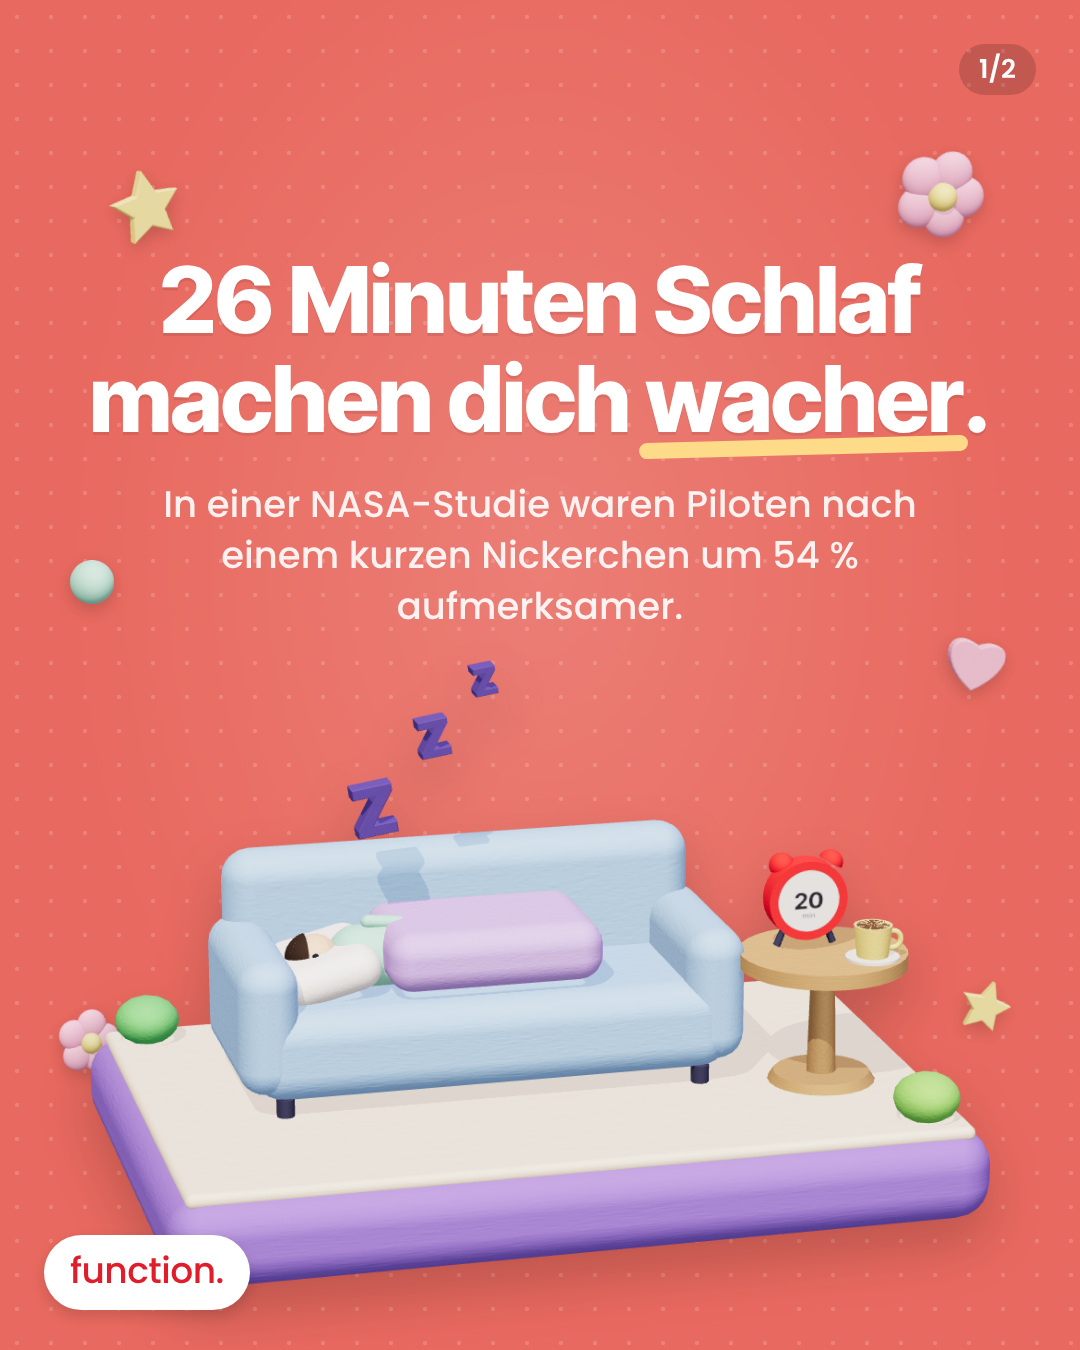 1/2
26 Minuten Schlaf
machen dich wacher.
In einer NASA-Studie waren Piloten nach
einem kurzen Nickerchen um 54 %
aufmerksamer.
z
z
z
20
min
function.